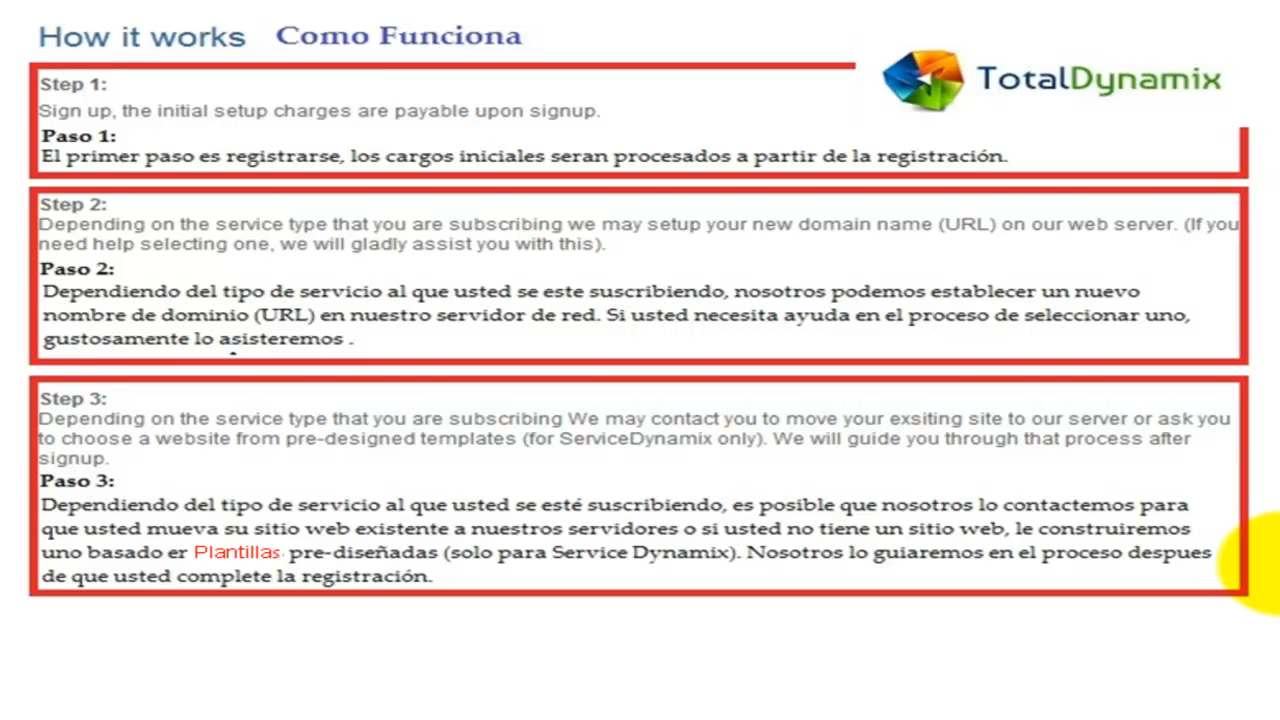 How it works Como Funciona
TotalDynamix
Step 1:
Sign up, the initial setup charges are payable upon signup.
Paso 1:
El primer paso es registrarse, los cargos iniciales seran procesados a partir de la registración.
Step 2:
Depending on the service type that you are subscribing we may setup your new domain name (URL) on our web server. (If you
need help selecting one, we will gladly assist you with this).
Paso 2:
Dependiendo del tipo de servicio al que usted se este suscribiendo, nosotros podemos establecer un nuevo
nombre de dominio (URL) en nuestro servidor de red. Si usted necesita ayuda en el proceso de seleccionar uno,
gustosamente lo asisteremos .
Step 3:
Depending on the service type that you are subscribing We may contact you to move your exsiting site to our server or ask you
to choose a website from pre-designed templates (for ServiceDynamix only). We will guide you through that process after
signup.
Paso 3:
Dependiendo del tipo de servicio al que usted se esté suscribiendo, es posible que nosotros lo contactemos para
que usted mueva su sitio web existente a nuestros servidores o si usted no tiene un sitio web, le construiremos
uno basado er Plantillas pre-diseñadas (solo para Service Dynamix). Nosotros lo guiaremos en el proceso despues
de que usted complete la registración.